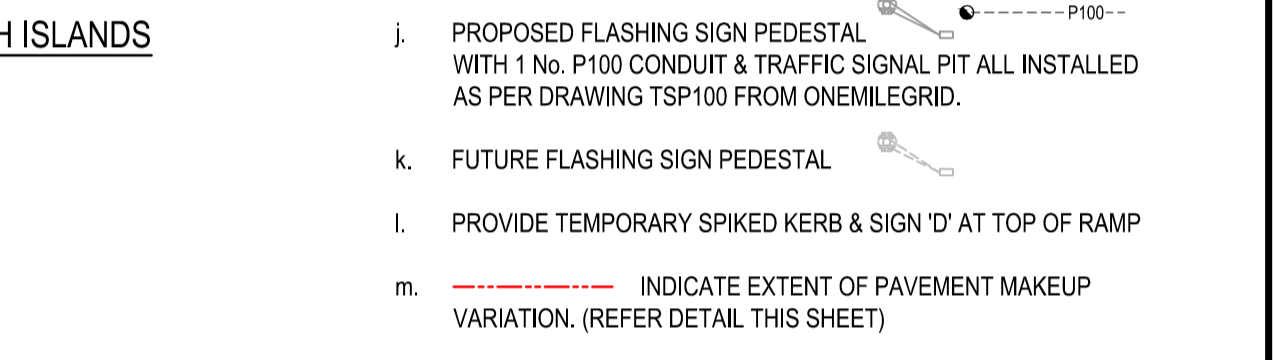 H ISLANDS
j. PROPOSED FLASHING SIGN PEDESTAL
P100
WITH 1 No. P100 CONDUIT & TRAFFIC SIGNAL PIT ALL INSTALLED
AS PER DRAWING TSP100 FROM ONEMILEGRID.
k. FUTURE FLASHING SIGN PEDESTAL
l. PROVIDE TEMPORARY SPIKED KERB & SIGN 'D' AT TOP OF RAMP
m. INDICATE EXTENT OF PAVEMENT MAKEUP
VARIATION. (REFER DETAIL THIS SHEET)